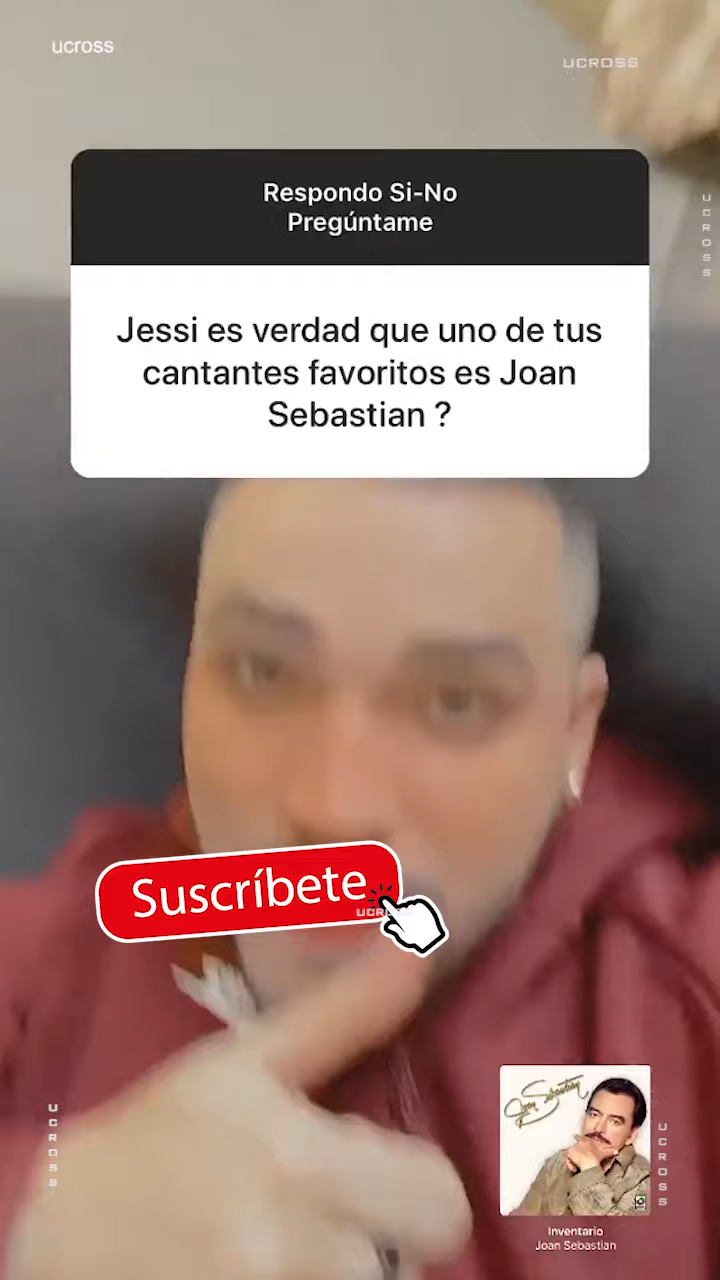 ucross
UCROSS
UCROSS
Respondo Si-No
Pregúntame
Jessi es verdad que uno de tus
cantantes favoritos es Joan
Sebastian ?
Suscríbete
UCROSS
UCROSS
Joan Sebastian
Inventario
Joan Sebastian